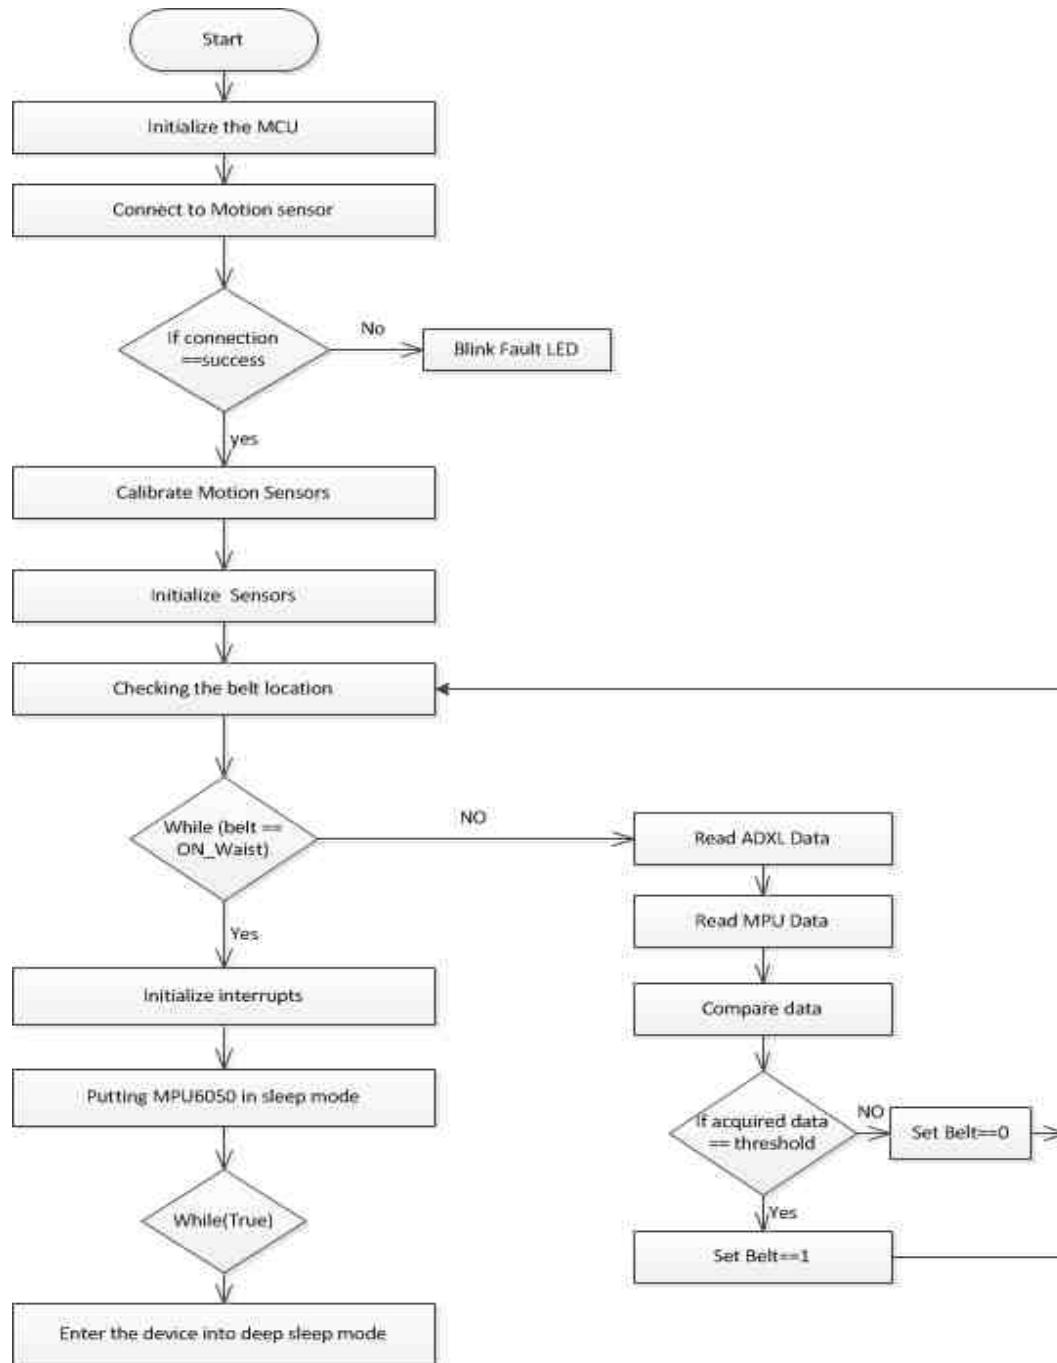 Start
Initialize the MCU
Connect to Motion sensor
If connection
==success
No
Blink Fault LED
yes
Calibrate Motion Sensors
Initialize Sensors
Checking the belt location
While (belt ==
ON_Waist)
NO
Read ADXL Data
Read MPU Data
Compare data
If acquired data
== threshold
NO
Set Belt==0
Yes
Set Belt==1
Yes
Initialize interrupts
Putting MPU6050 in sleep mode
While(True)
Enter the device into deep sleep mode